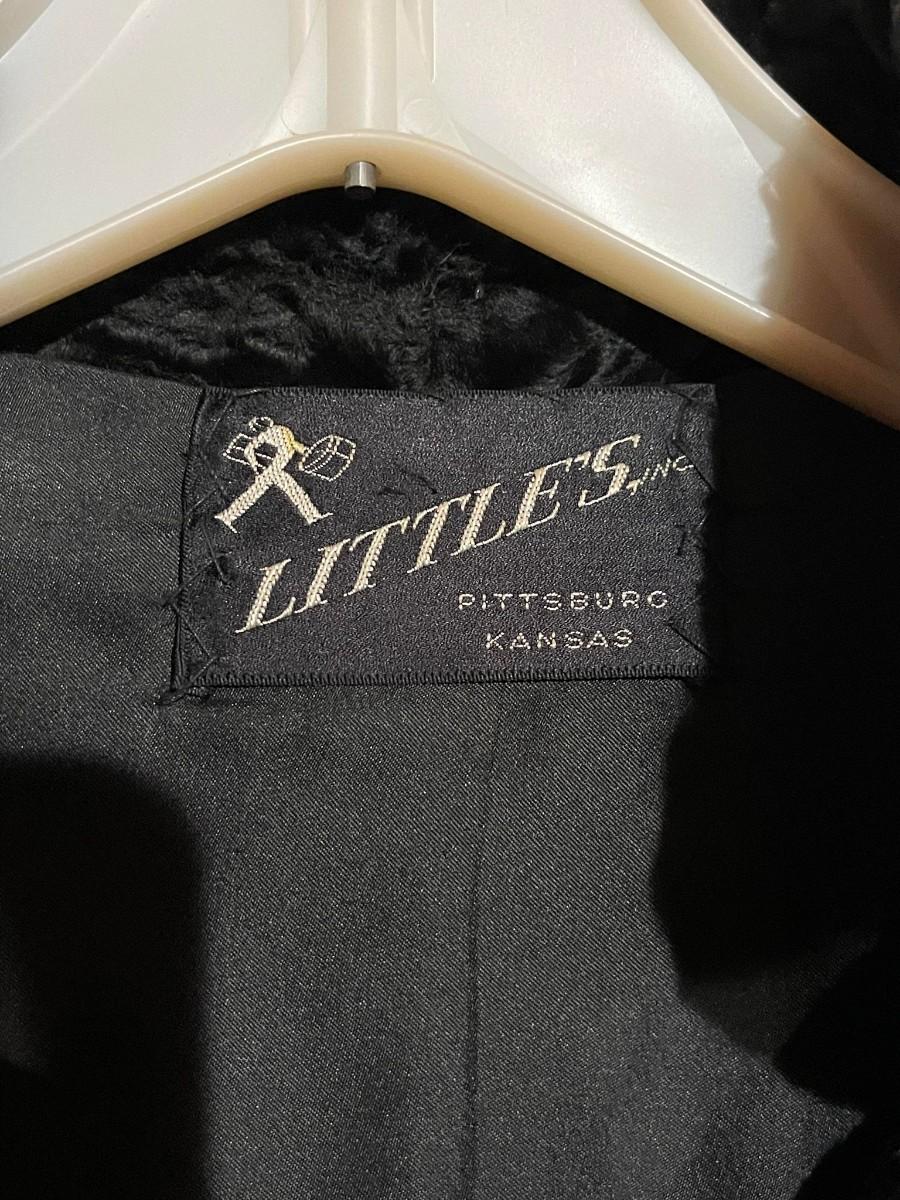 LITTLE'S, INC
PITTSBURG
KANSAS